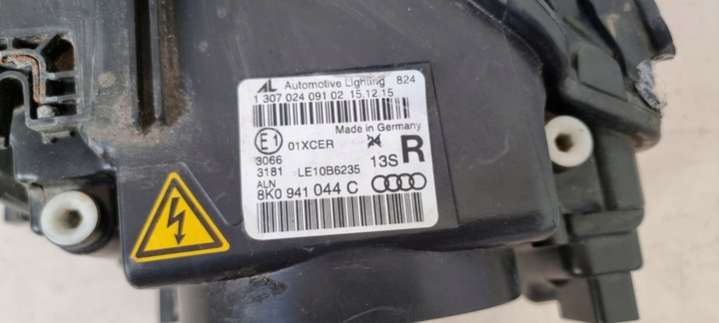 AL Automotive Lighting 824
1 307 024 091 02 15.12.15
Made in Germany
E1 01XCER
3066 13S R
3181 LE10B6235
ALN
8K0 941 044 C